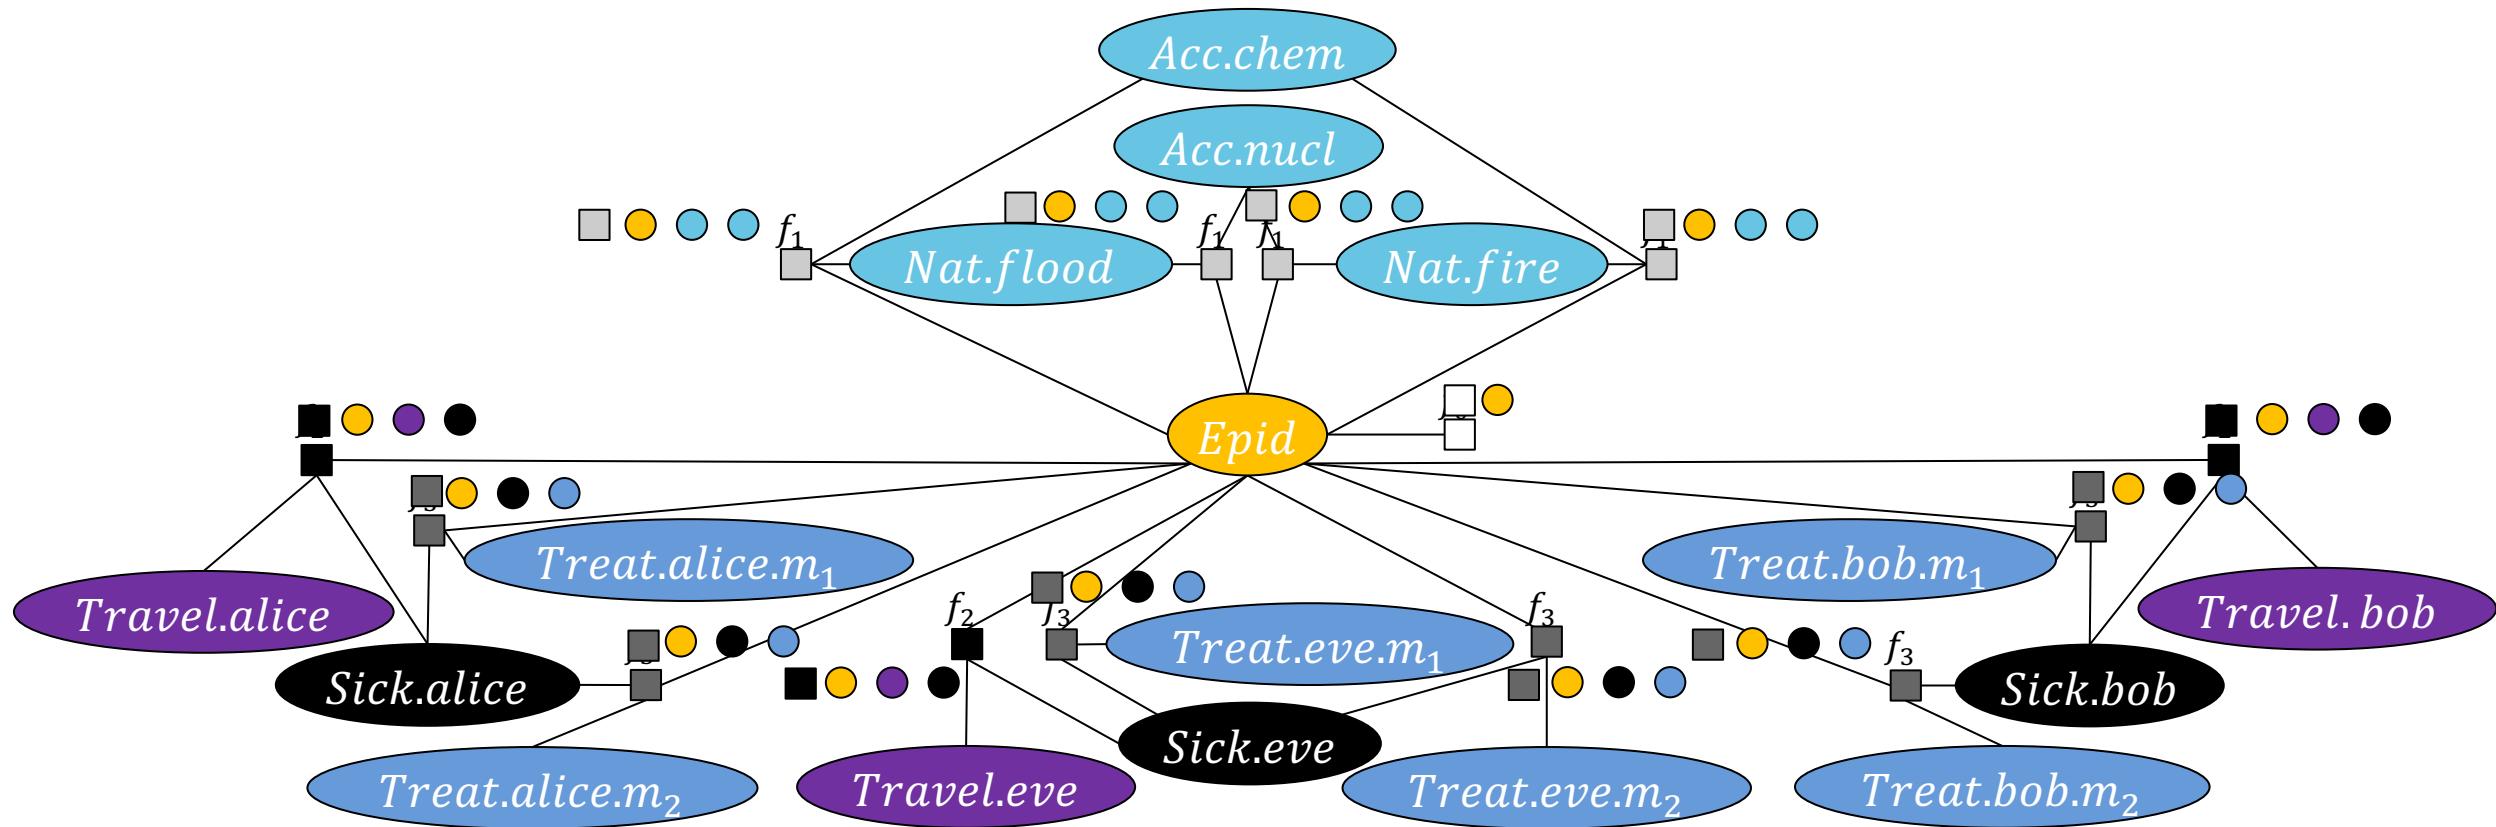 Acc.chem
Acc.nucl
f1
f1
f1
Nat.flood
Nat.fire
Epid
Treat.alice.m1
Treat.bob.m1
Travel.alice
f2
f3
Treat.eve.m1
f3
Travel. bob
Sick.alice
f3
Sick.bob
Sick.eve
Treat.alice.m2
Travel.eve
Treat.eve.m2
Treat.bob.m2